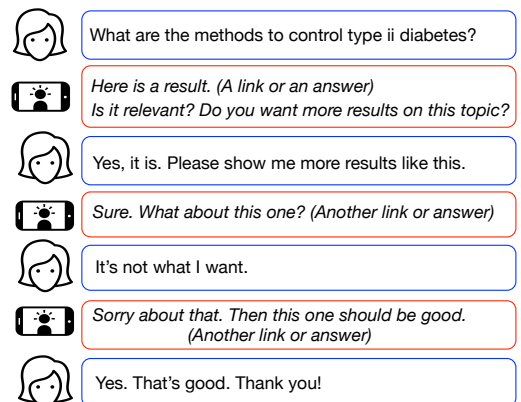 What are the methods to control type ii diabetes?
Here is a result. (A link or an answer)
Is it relevant? Do you want more results on this topic?
Yes, it is. Please show me more results like this.
Sure. What about this one? (Another link or answer)
It's not what I want.
Sorry about that. Then this one should be good.
(Another link or answer)
Yes. That's good. Thank you!